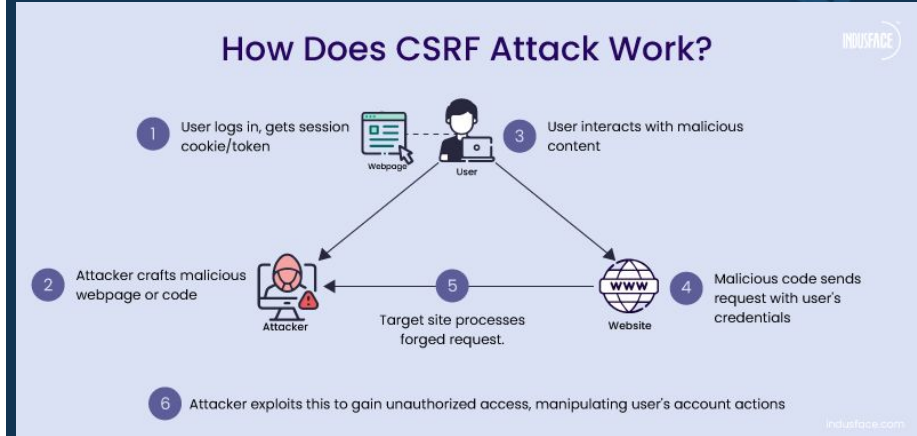 How Does CSRF Attack Work?
INDUSFACE
1
User logs in, gets session
cookie/token
Webpage
User
3
User interacts with malicious
content
2
Attacker crafts malicious
webpage or code
Attacker
5
Target site processes
forged request.
WWW
Website
4
Malicious code sends
request with user's
credentials
6
Attacker exploits this to gain unauthorized access, manipulating user's account actions
indusface.com